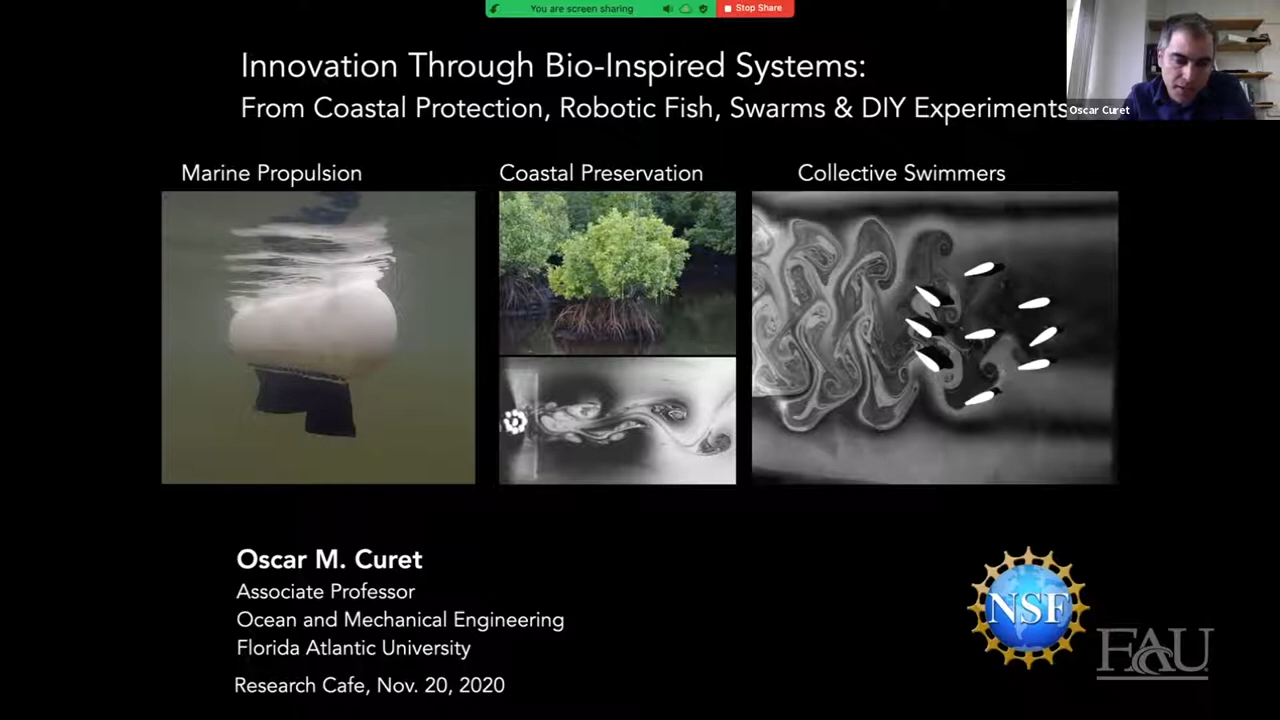 You are screen sharing
Stop Share
Innovation Through Bio-Inspired Systems:
From Coastal Protection, Robotic Fish, Swarms & DIY Experiments
Oscar Curet
Marine Propulsion
Coastal Preservation
Collective Swimmers
Oscar M. Curet
Associate Professor
Ocean and Mechanical Engineering
Florida Atlantic University
Research Cafe, Nov. 20, 2020
NSF
FAU